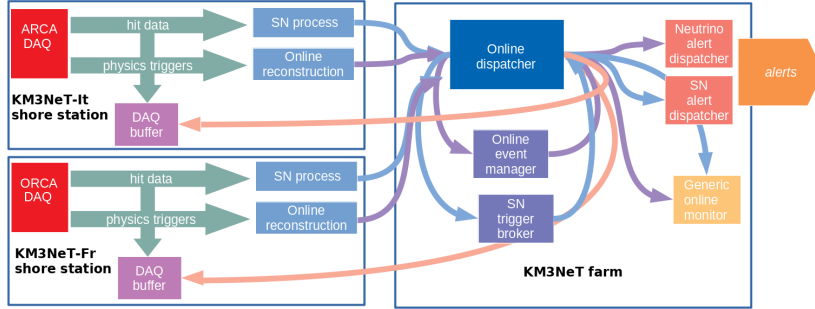 ARCA
DAQ
hit data
physics triggers
SN process
Online
reconstruction
KM3NeT-It
shore station
DAQ
buffer
ORCA
DAQ
hit data
physics triggers
SN process
Online
reconstruction
KM3NeT-Fr
shore station
DAQ
buffer
Online
dispatcher
Online
event
manager
SN
trigger
broker
KM3NeT farm
Neutrino
alert
dispatcher
SN
alert
dispatcher
Generic
online
monitor
alerts